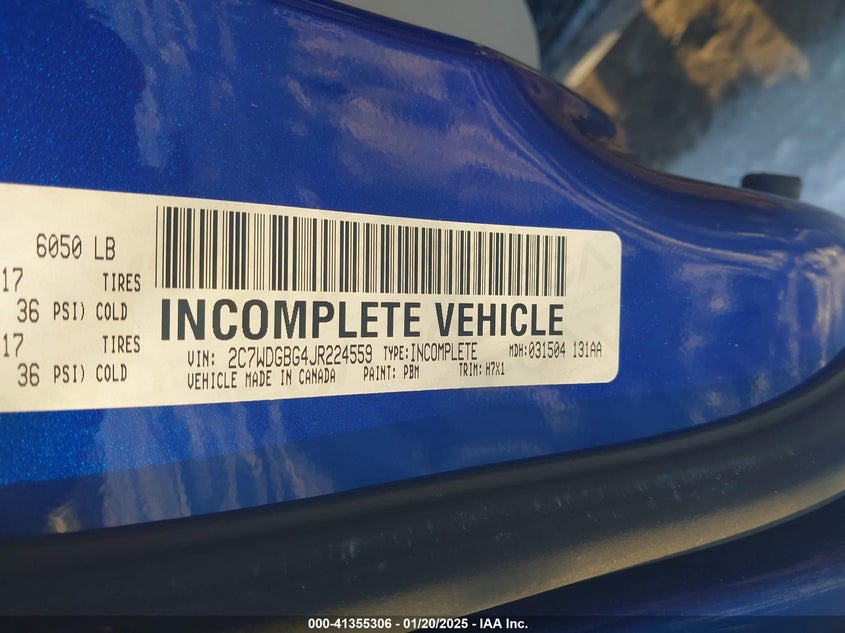 6050 LB
17 TIRES
36 PSI) COLD
17 TIRES
36 PSI) COLD
INCOMPLETE VEHICLE
VIN: 2C7WDGBG4JR224559 TYPE:INCOMPLETE MDH:031504 131AA
VEHICLE MADE IN CANADA PAINT: PBM TRIM: H7X1
000-41355306 - 01/20/2025 - IAA Inc.